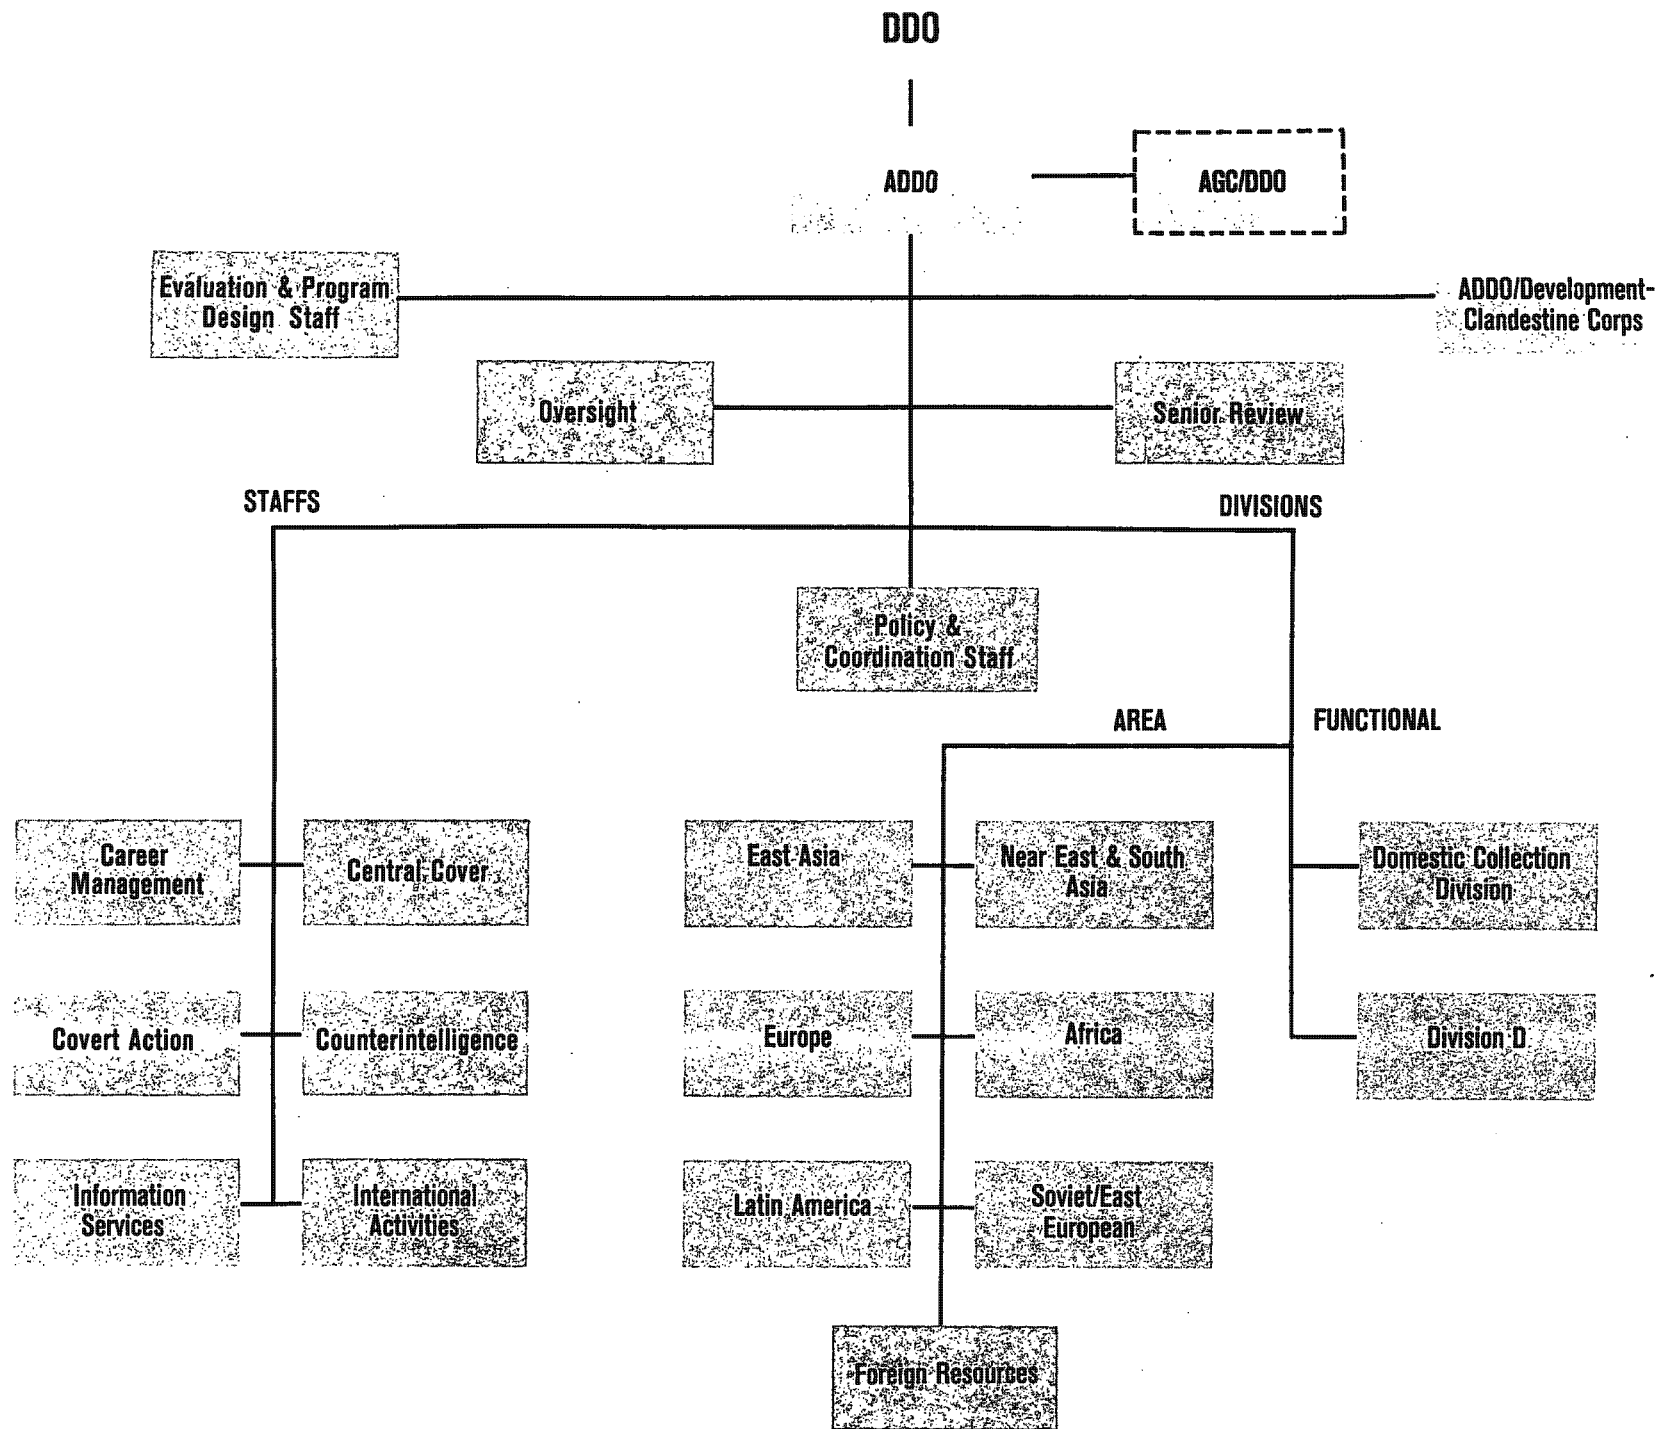 DDO
ADDO
AGC/DDO
Evaluation & Program
Design Staff
ADDO/Development-
Clandestine Corps
Oversight
Senior Review
STAFFS
DIVISIONS
Policy &
Coordination Staff
AREA
FUNCTIONAL
Career
Management
Central Cover
East Asia
Near East & South
Asia
Domestic Collection
Division
Covert Action
Counterintelligence
Europe
Africa
Division D
Information
Services
International
Activities
Latin America
Soviet/East
European
Foreign Resources